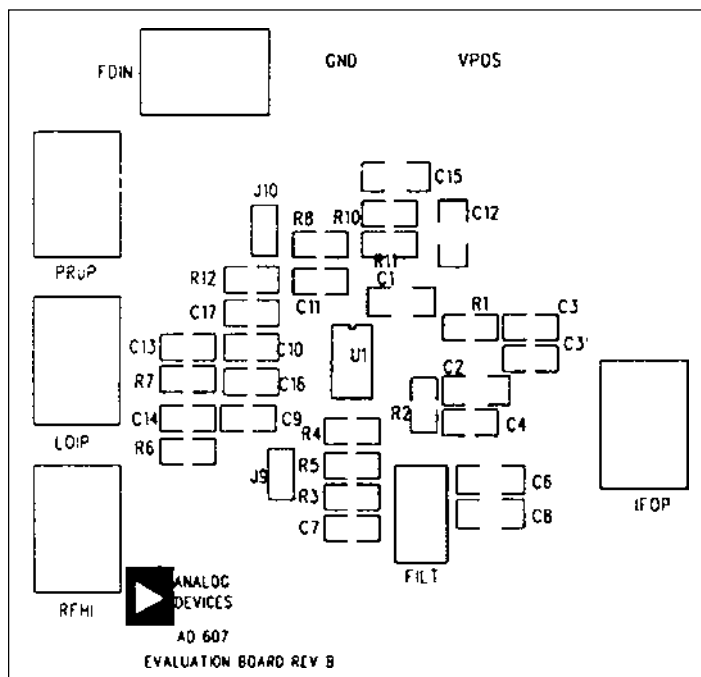 GND VPOS
FDIN
C15
J10
C12
R8 R10
R11
PRUP
R12
C1
C11
C17
R1 C3
C13 C10 U1 C3'
C2
R7 C16
R2
C14 C9 C4
R4
LOIP R6
R5 J9
C6
R3
IFOP
C8
C7
FILT
ANALOG
DEVICES
RFHI
AD 607
EVALUATION BOARD REV B